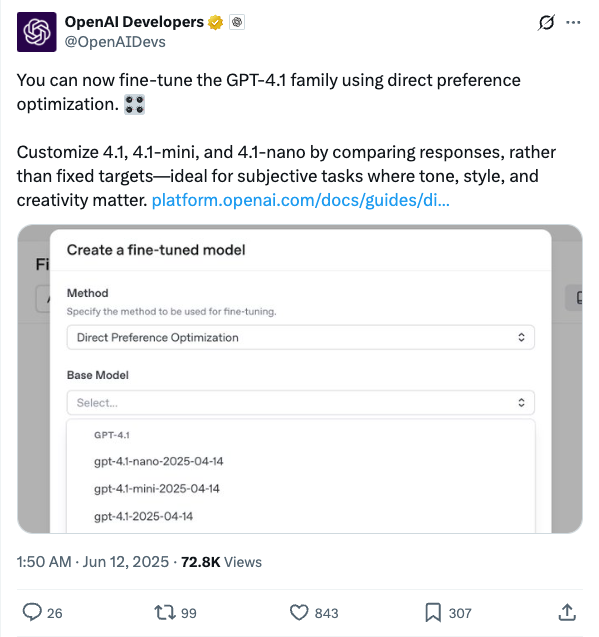 OpenAI Developers
@OpenAIDevs
You can now fine-tune the GPT-4.1 family using direct preference
optimization. 🎛️
Customize 4.1, 4.1-mini, and 4.1-nano by comparing responses, rather
than fixed targets—ideal for subjective tasks where tone, style, and
creativity matter. platform.openai.com/docs/guides/di...
Fi
Create a fine-tuned model
Method
Specify the method to be used for fine-tuning.
Direct Preference Optimization
Base Model
Select...
GPT-4.1
gpt-4.1-nano-2025-04-14
gpt-4.1-mini-2025-04-14
gpt-4.1-2025-04-14
1:50 AM · Jun 12, 2025 · 72.8K Views
26 99 843 307